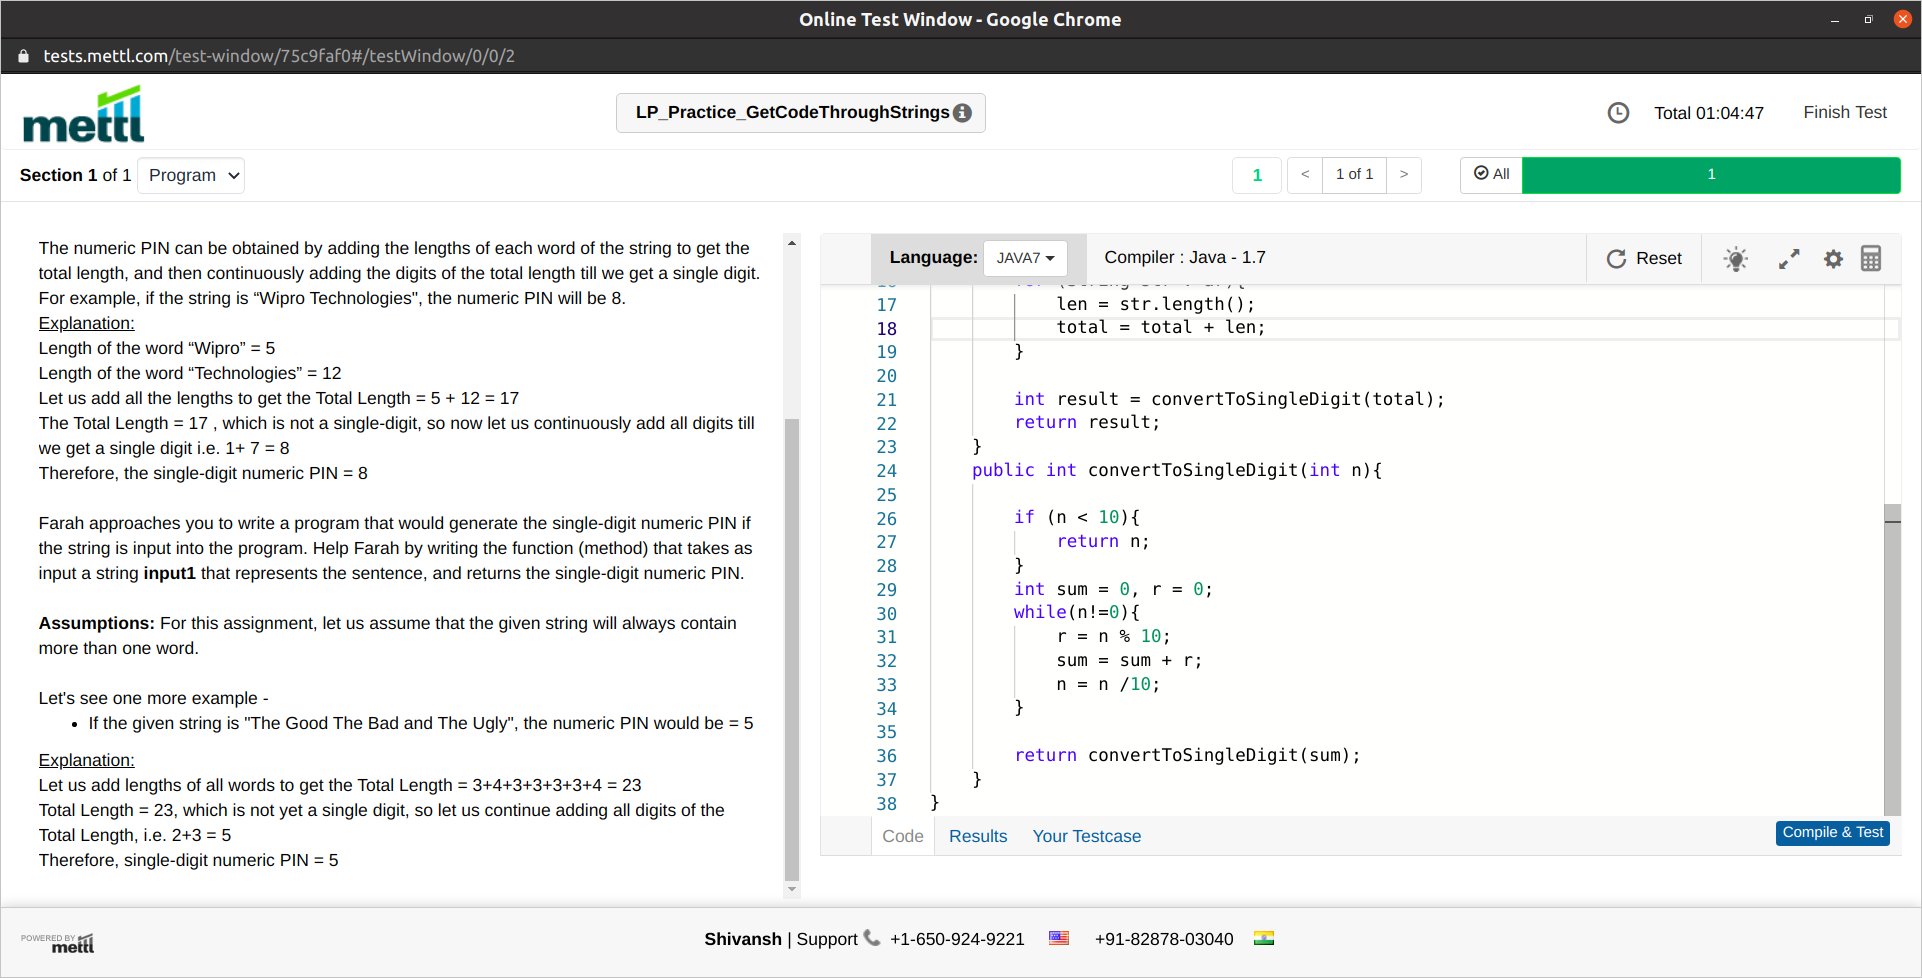 Online Test Window - Google Chrome
tests.mettl.com/test-window/75c9faf0#/testWindow/0/0/2
mettl
LP_Practice_GetCodeThroughStrings
Total 01:04:47
Finish Test
Section 1 of 1
Program
1
<
1 of 1
>
All
1
The numeric PIN can be obtained by adding the lengths of each word of the string to get the
total length, and then continuously adding the digits of the total length till we get a single digit.
For example, if the string is “Wipro Technologies", the numeric PIN will be 8.
Explanation:
Length of the word “Wipro” = 5
Length of the word “Technologies” = 12
Let us add all the lengths to get the Total Length = 5 + 12 = 17
The Total Length = 17 , which is not a single-digit, so now let us continuously add all digits till
we get a single digit i.e. 1+ 7 = 8
Therefore, the single-digit numeric PIN = 8
Farah approaches you to write a program that would generate the single-digit numeric PIN if
the string is input into the program. Help Farah by writing the function (method) that takes as
input a string input1 that represents the sentence, and returns the single-digit numeric PIN.
Assumptions: For this assignment, let us assume that the given string will always contain
more than one word.
Let's see one more example -
• If the given string is "The Good The Bad and The Ugly", the numeric PIN would be = 5
Explanation:
Let us add lengths of all words to get the Total Length = 3+4+3+3+3+3+4 = 23
Total Length = 23, which is not yet a single digit, so let us continue adding all digits of the
Total Length, i.e. 2+3 = 5
Therefore, single-digit numeric PIN = 5
Language:
JAVA7
Compiler : Java - 1.7
Reset
17 len = str.length();
18 total = total + len;
19 }
20
21 int result = convertToSingleDigit(total);
22 return result;
23 }
24 public int convertToSingleDigit(int n){
25
26 if (n < 10){
27 return n;
28 }
29 int sum = 0, r = 0;
30 while(n!=0){
31 r = n % 10;
32 sum = sum + r;
33 n = n /10;
34 }
35
36 return convertToSingleDigit(sum);
37 }
38 }
Code
Results
Your Testcase
Compile & Test
POWERED BY
mettl
Shivansh | Support +1-650-924-9221 +91-82878-03040